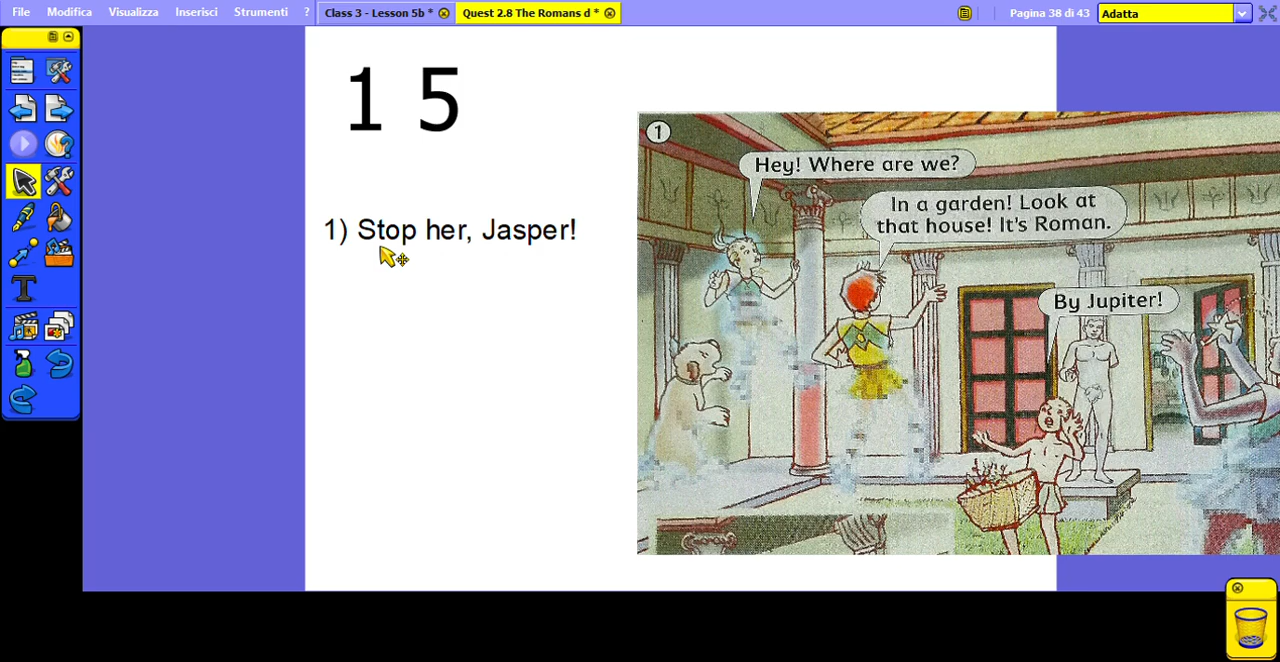 File Modifica Visualizza Inserisci Strumenti ? Class 3 - Lesson 5b * Quest 2.8 The Romans d * Pagina 38 di 43 Adatta
1 5
1
Hey! Where are we?
In a garden! Look at
that house! It's Roman.
1) Stop her, Jasper!
By Jupiter!
T